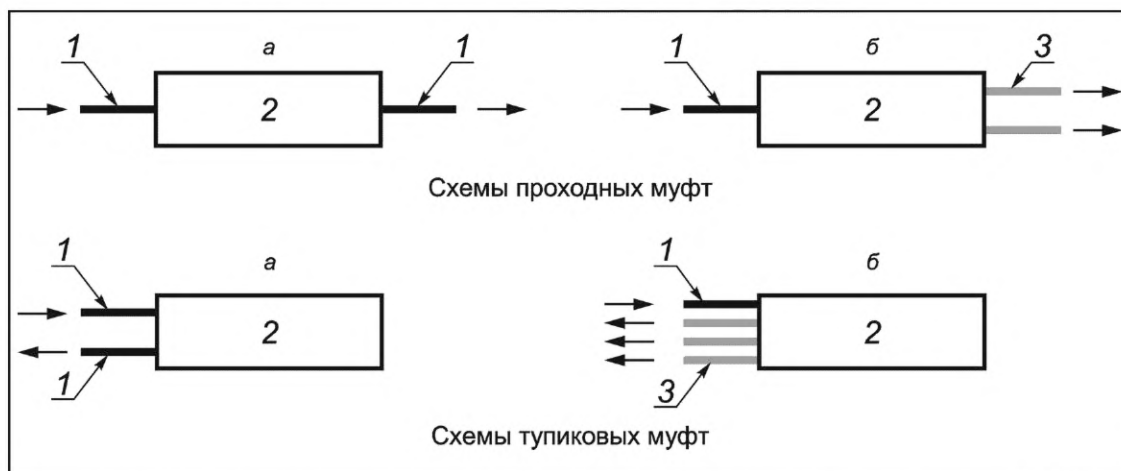 а б
1 1 1 3
2 2
Схемы проходных муфт
а б
1 1
2 2
1 3
Схемы тупиковых муфт